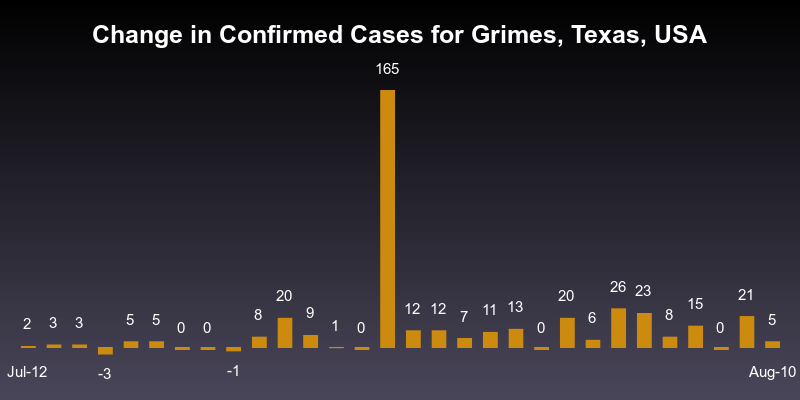 Change in Confirmed Cases for Grimes, Texas, USA
165
2 3 3 -3 5 5 0 0 -1 8 20 9 1 0 12 12 7 11 13 0 20 6 26 23 8 15 0 21 5
Jul-12 Aug-10